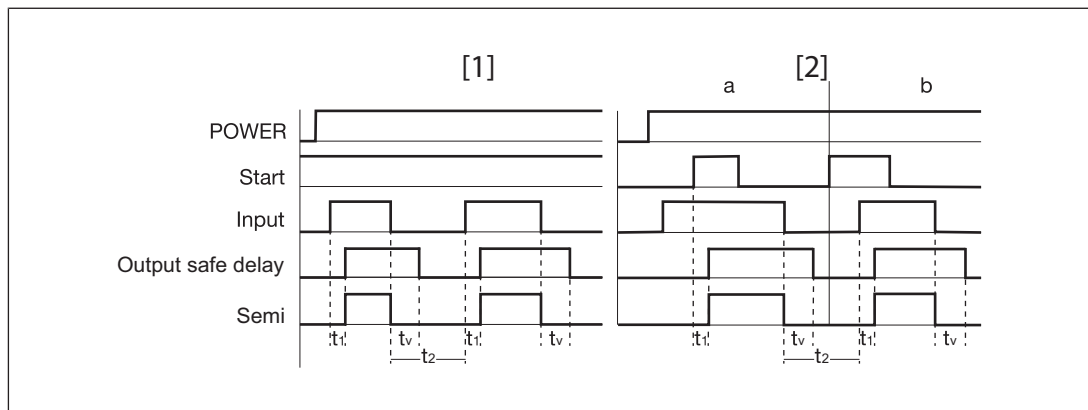 [1] [2]
a b
POWER
Start
Input
Output safe delay
Semi
t1 tv t1 tv t1 tv t1 tv
t2 t2